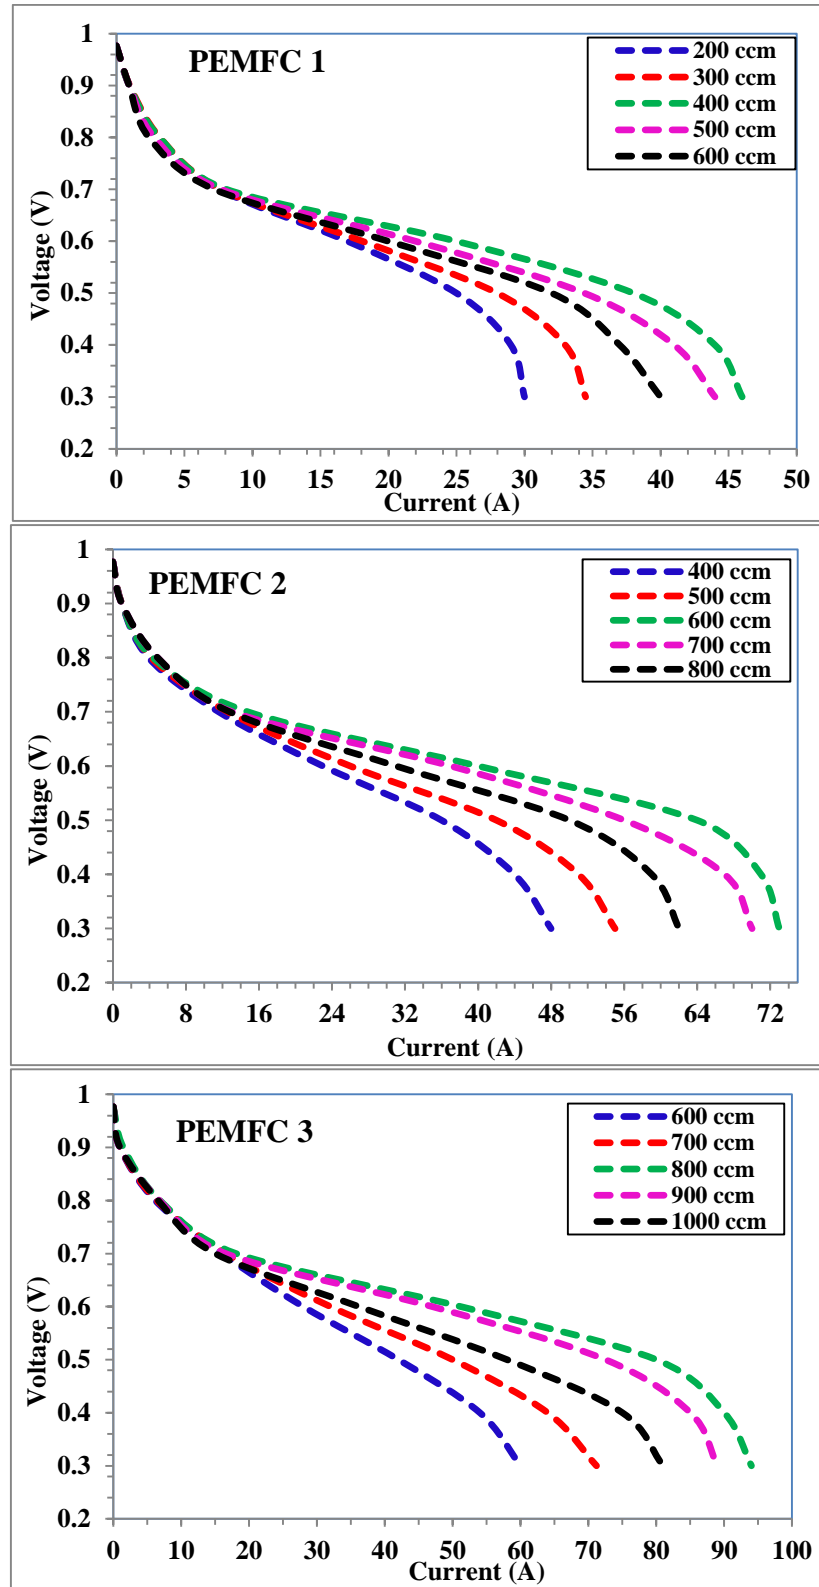 PEMFC 1
200 ccm
300 ccm
400 ccm
500 ccm
600 ccm
Voltage (V)
1
0.9
0.8
0.7
0.6
0.5
0.4
0.3
0.2
0 5 10 15 20 25 30 35 40 45 50
Current (A)
PEMFC 2
400 ccm
500 ccm
600 ccm
700 ccm
800 ccm
Voltage (V)
1
0.9
0.8
0.7
0.6
0.5
0.4
0.3
0.2
0 8 16 24 32 40 48 56 64 72
Current (A)
PEMFC 3
600 ccm
700 ccm
800 ccm
900 ccm
1000 ccm
Voltage (V)
1
0.9
0.8
0.7
0.6
0.5
0.4
0.3
0.2
0 10 20 30 40 50 60 70 80 90 100
Current (A)